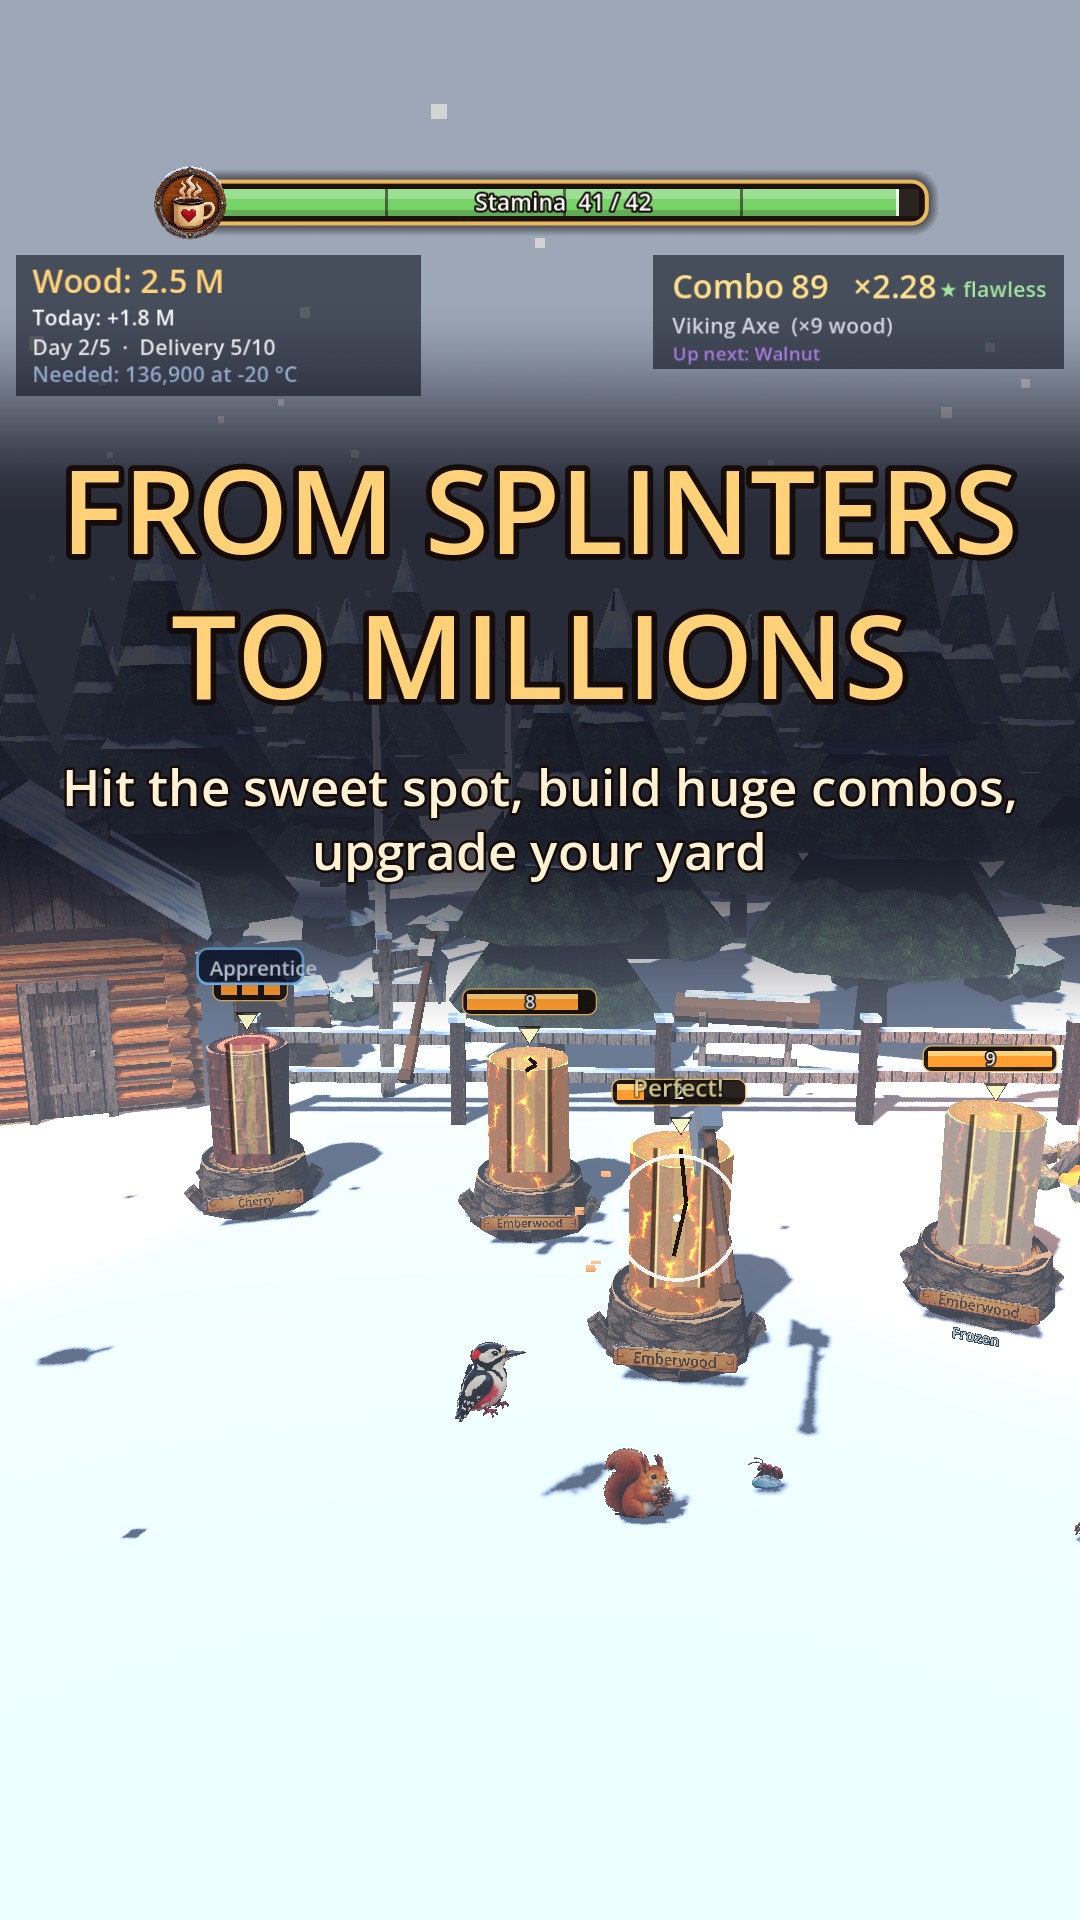 Stamina 41 / 42
Wood: 2.5 M
Today: +1.8 M
Day 2/5 · Delivery 5/10
Needed: 136,900 at -20 °C
Combo 89 ×2.28 ★ flawless
Viking Axe (×9 wood)
Up next: Walnut
FROM SPLINTERS
TO MILLIONS
Hit the sweet spot, build huge combos,
upgrade your yard
Apprentice
8
9
Perfect!
2
Cherry
Emberwood
Emberwood
Frozen
Emberwood